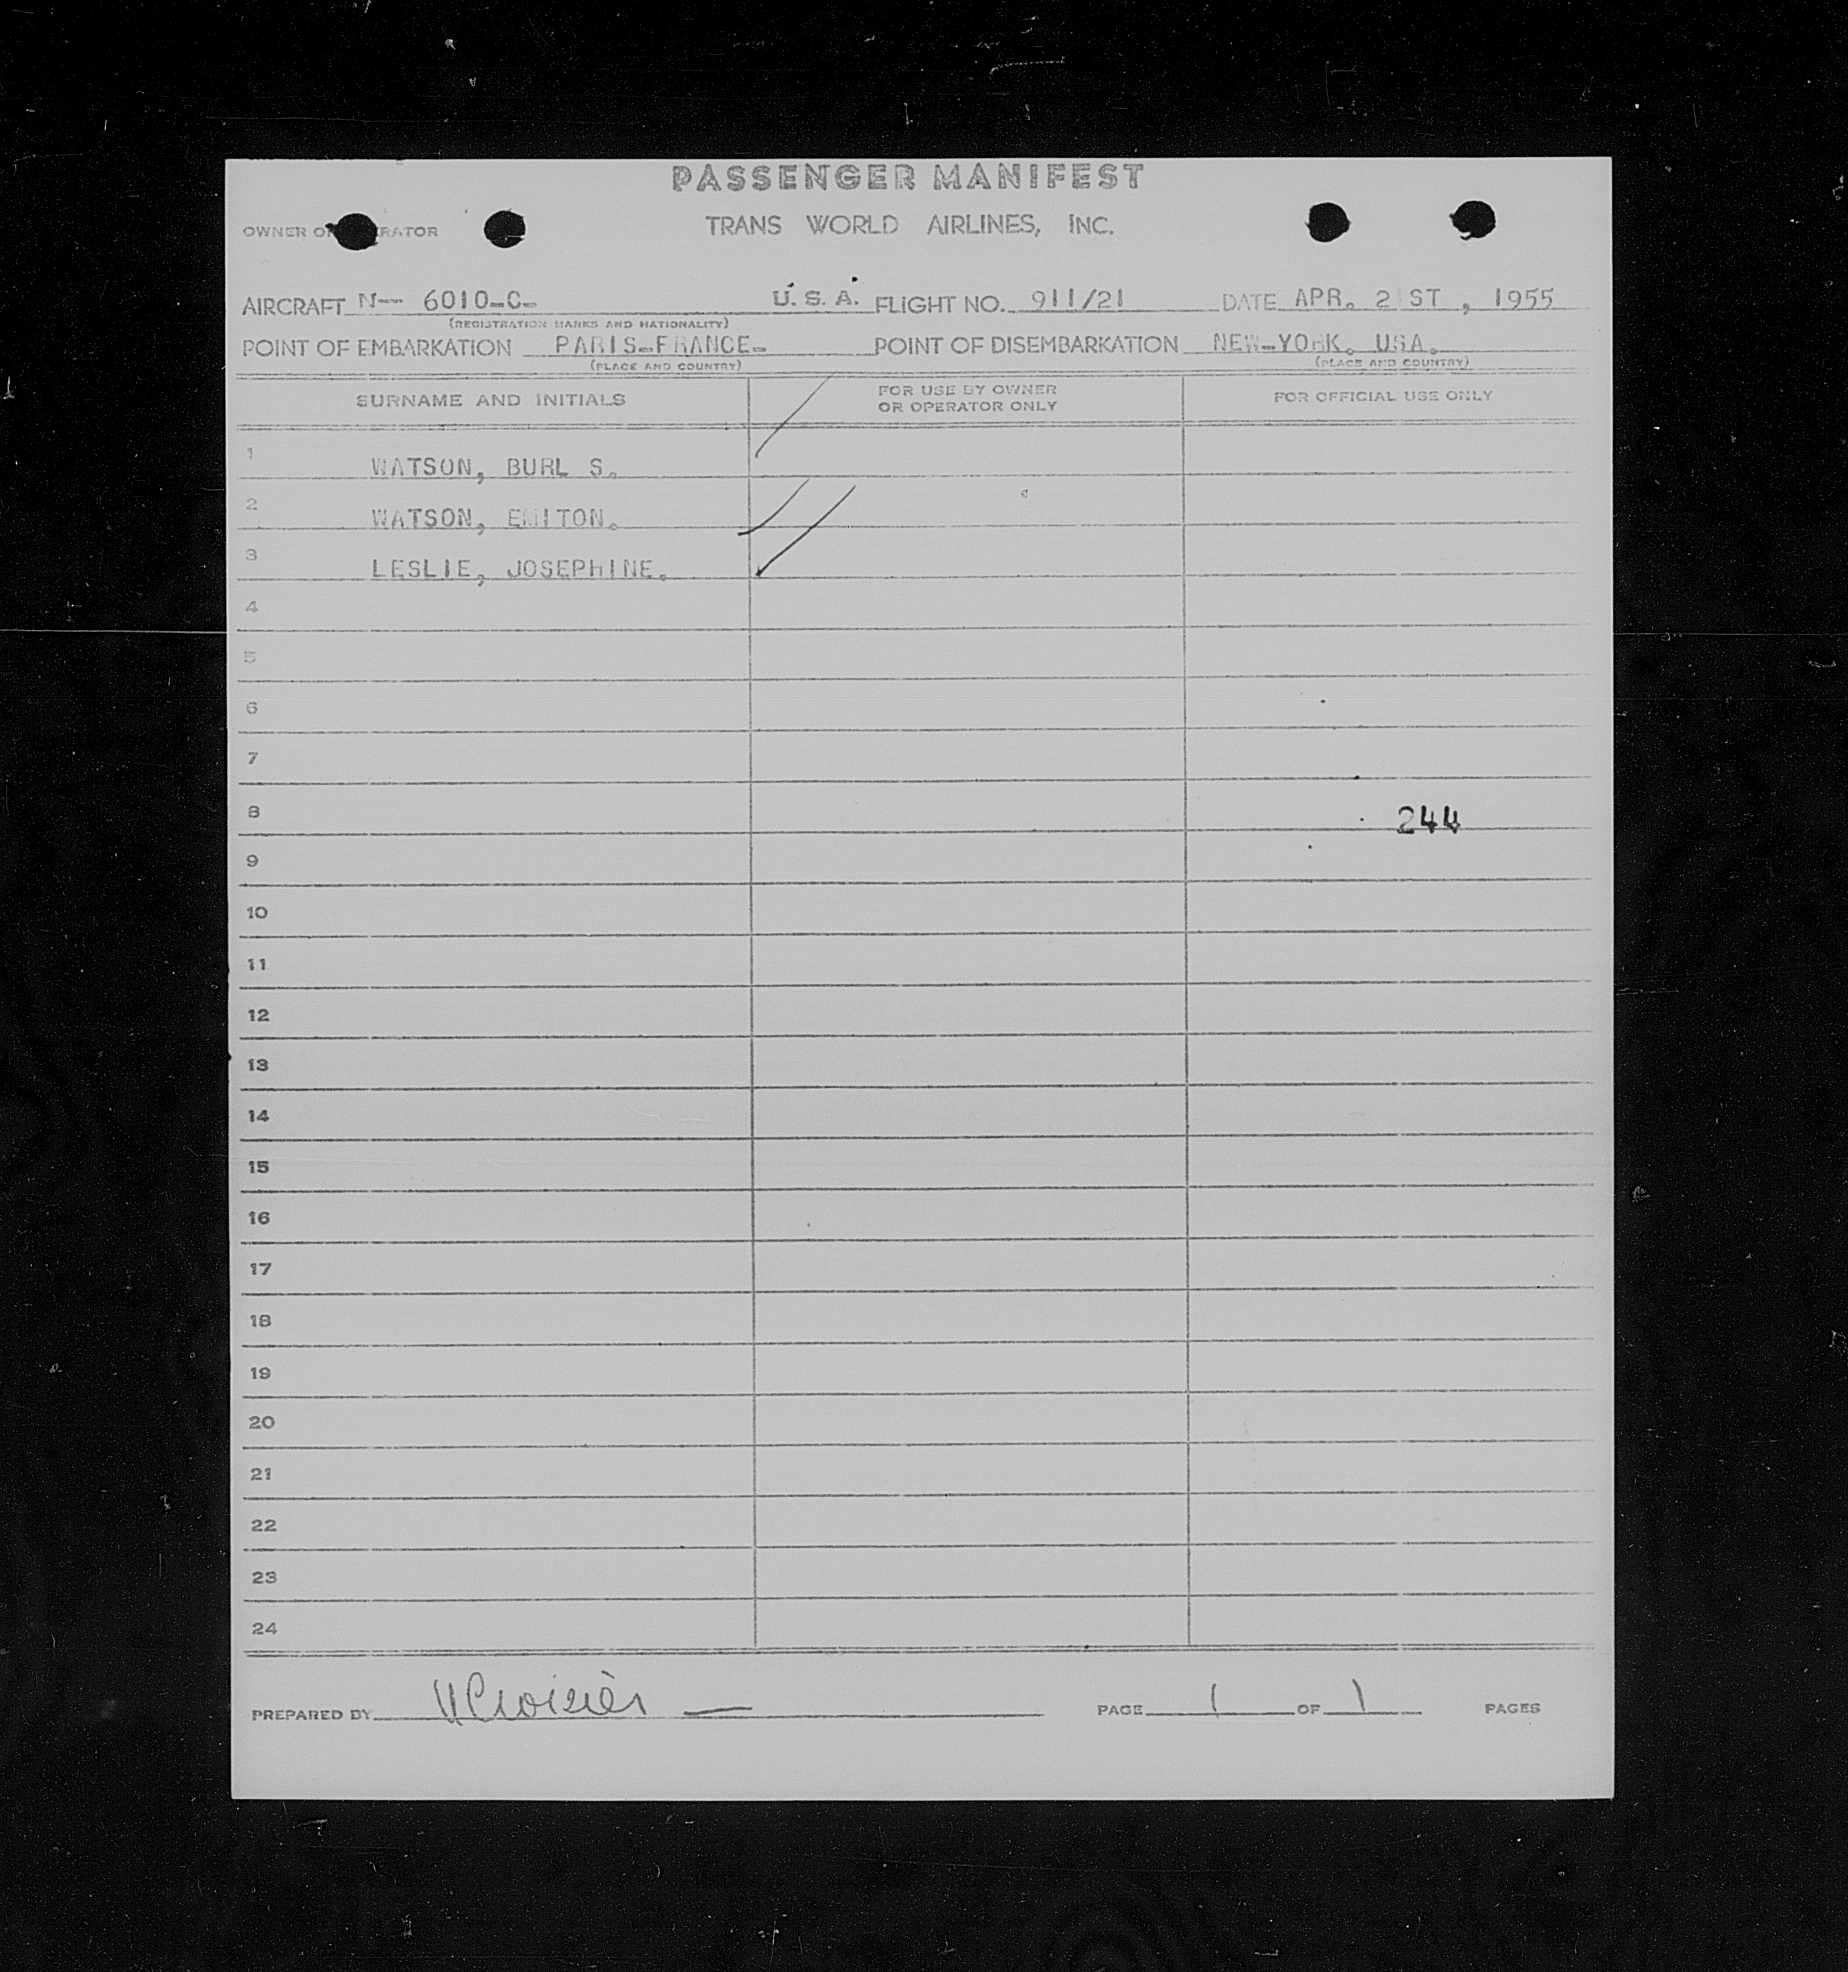 PASSENGER MANIFEST
OWNER OR OPERATOR TRANS WORLD AIRLINES, INC.
AIRCRAFT N-- 6010-C- U. S. A. FLIGHT NO. 911/21 DATE APR. 21ST, 1955
(REGISTRATION MARKS AND NATIONALITY)
POINT OF EMBARKATION PARIS-FRANCE- POINT OF DISEMBARKATION NEW-YORK. USA.
(PLACE AND COUNTRY) (PLACE AND COUNTRY)
SURNAME AND INITIALS FOR USE BY OWNER OR OPERATOR ONLY FOR OFFICIAL USE ONLY
1 WATSON, BURL S.
2 WATSON, EMITON.
3 LESLIE, JOSEPHINE.
4
5
6
7
8 244
9
10
11
12
13
14
15
16
17
18
19
20
21
22
23
24
PREPARED BY PAGE 1 OF 1 PAGES